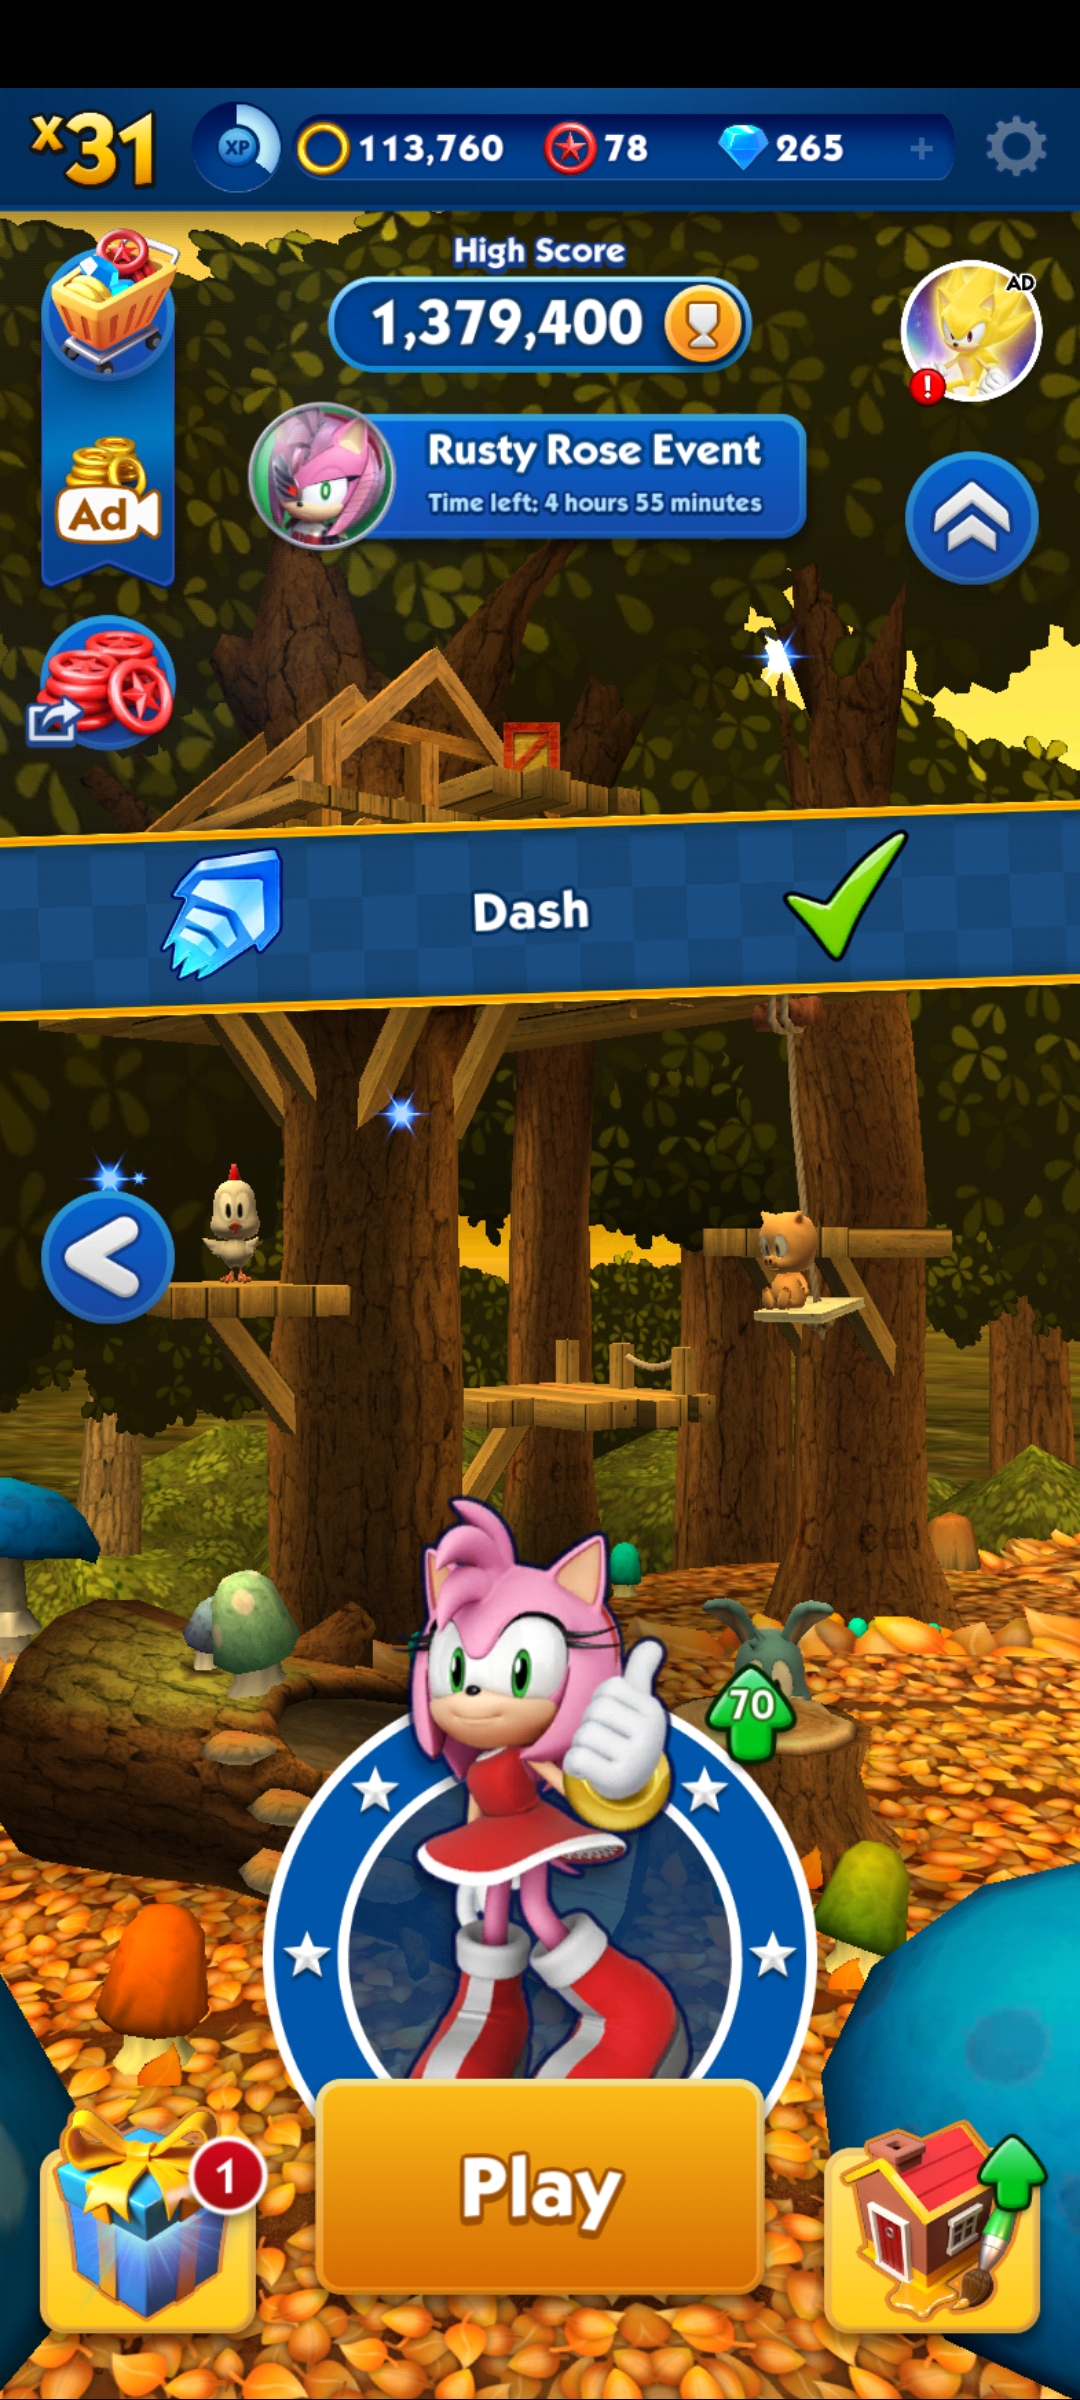 x31
XP
113,760
78
265
+
High Score
1,379,400
AD
!
Rusty Rose Event
Time left: 4 hours 55 minutes
Ad
Dash
70
1
Play